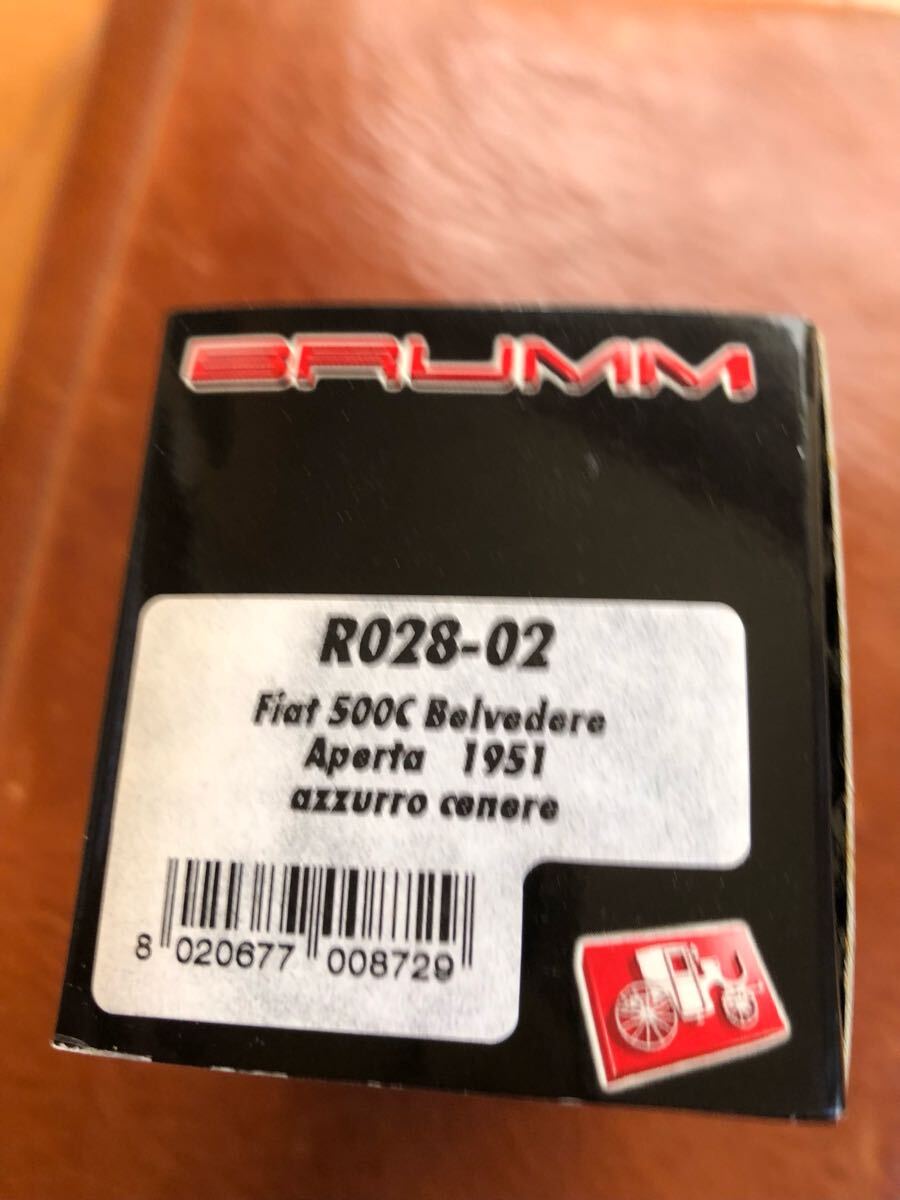 BRUMM
R028-02
Fiat 500C Belvedere
Aperta 1951
azzurro cenere
8 020677 008729